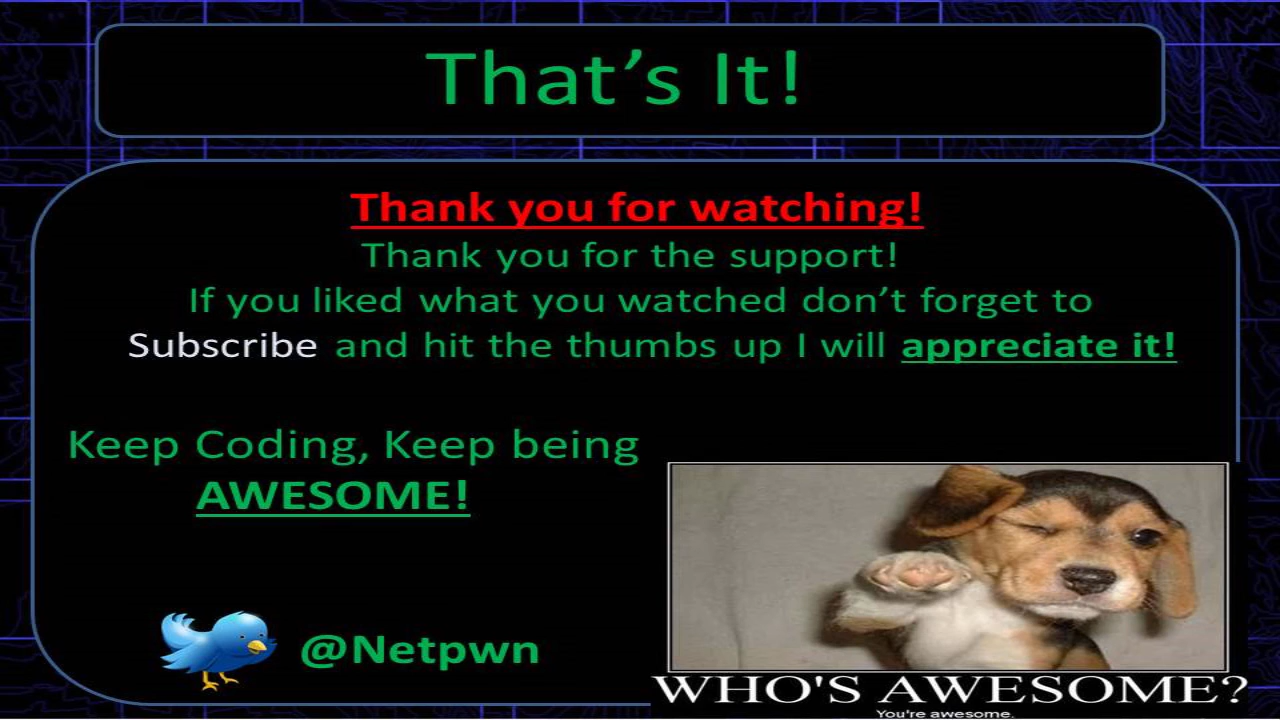 That’s It!
Thank you for watching!
Thank you for the support!
If you liked what you watched don’t forget to
Subscribe and hit the thumbs up I will appreciate it!
Keep Coding, Keep being
AWESOME!
@Netpwn
WHO'S AWESOME?
You're awesome.